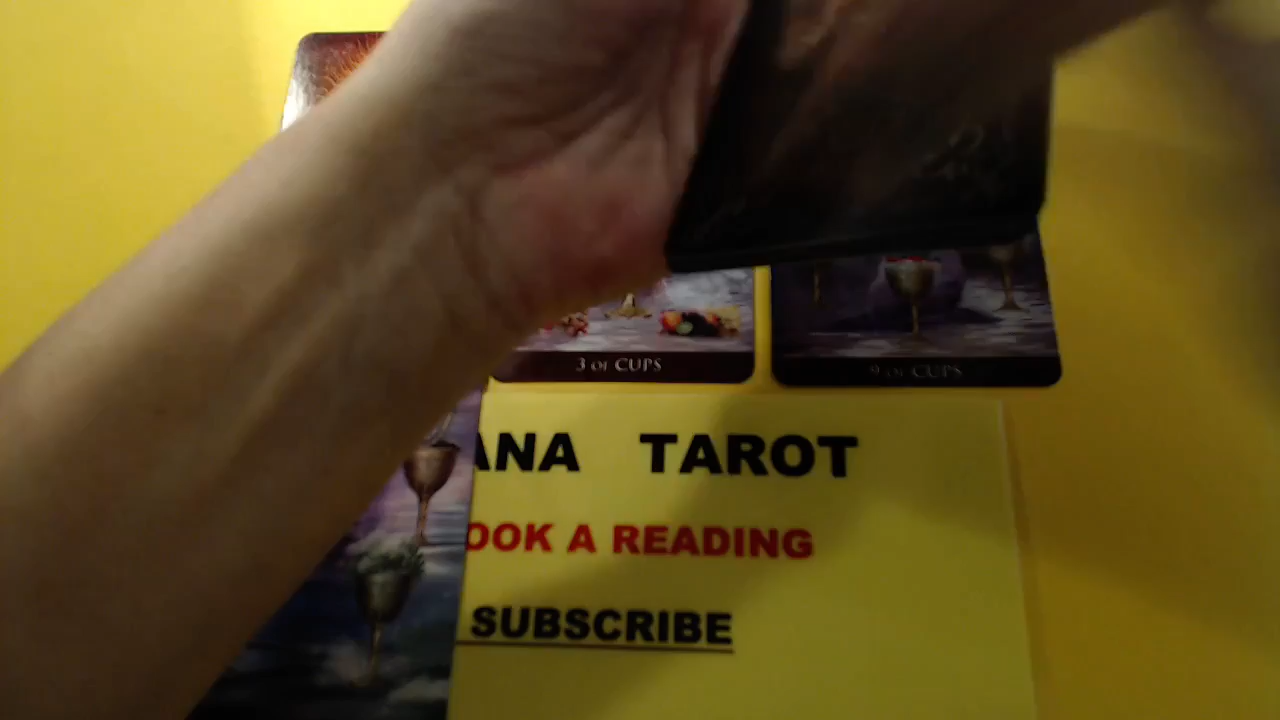 3 OF CUPS
9 OF CUPS
ANA TAROT
OOK A READING
SUBSCRIBE